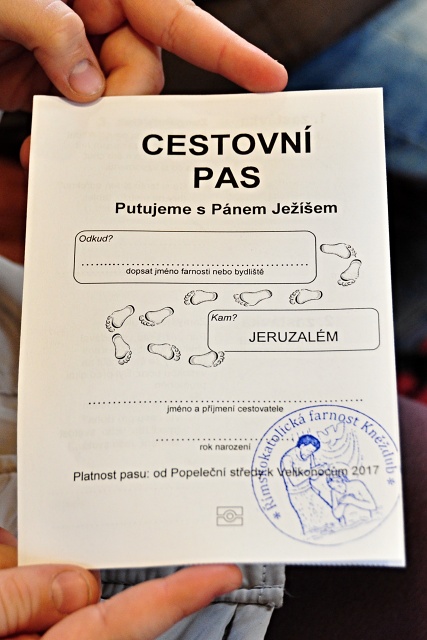 CESTOVNÍ
PAS
Putujeme s Pánem Ježíšem
Odkud?
dopsat jméno farnosti nebo bydliště
Kam?
JERUZALÉM
jméno a příjmení cestovatele
rok narození
Platnost pasu: od Popeleční středy k Velikonocům 2017
* Římskokatolická farnost Kněždub *